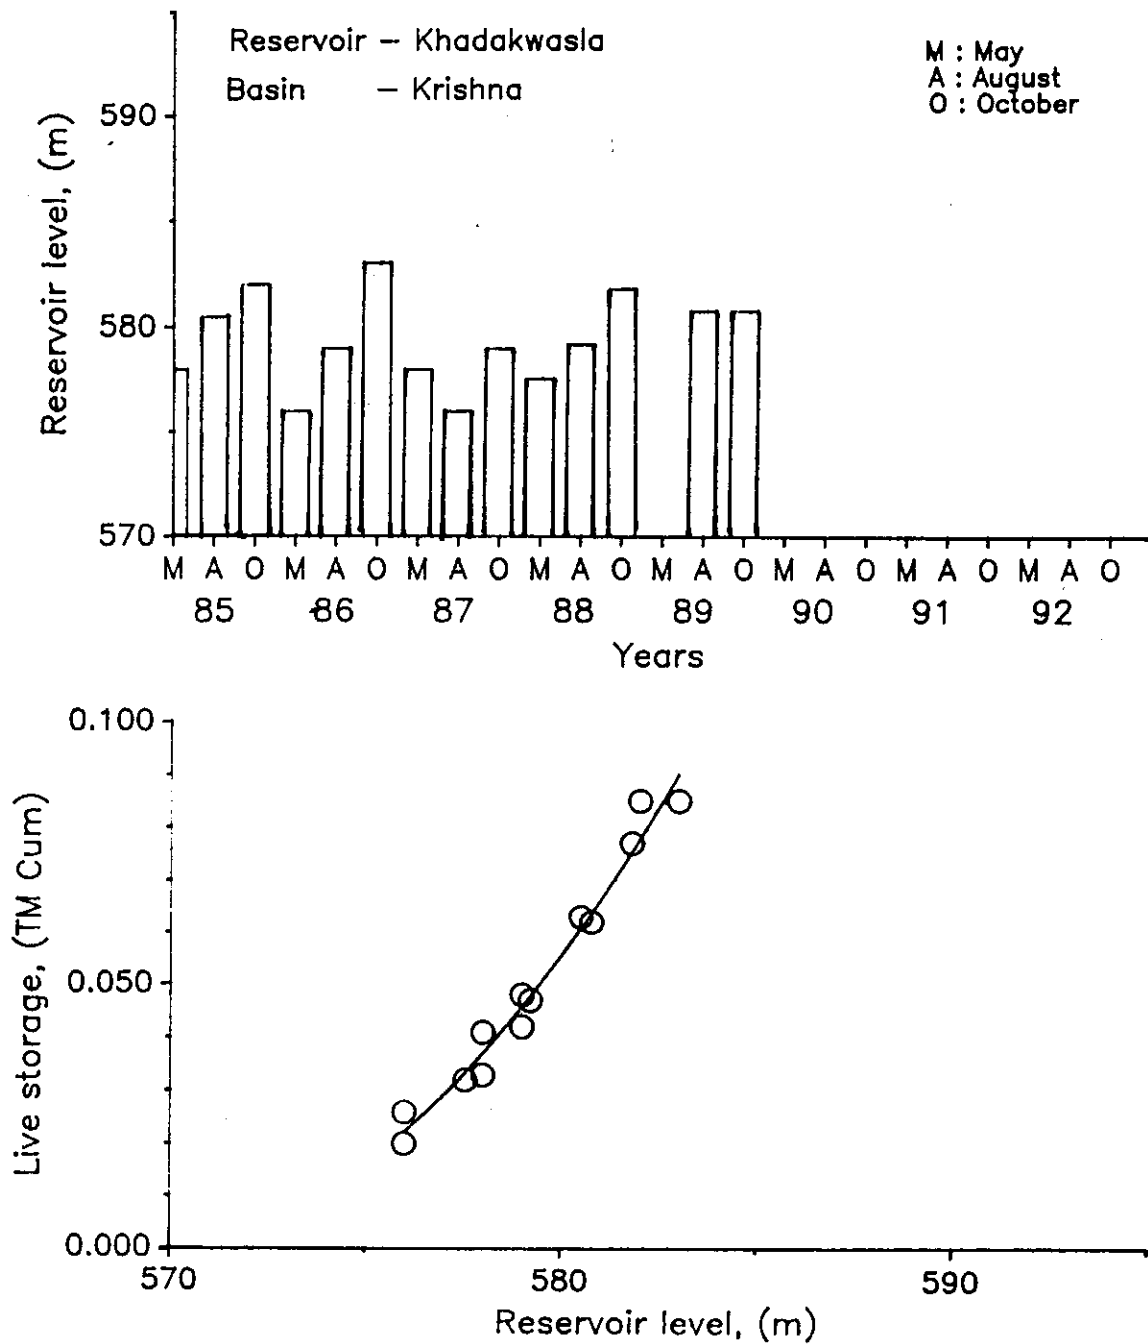 Reservoir – Khadakwasla
Basin – Krishna
M : May
A : August
O : October
Reservoir level, (m)
590
580
570
M A O M A O M A O M A O M A O M A O M A O M A O
85 86 87 88 89 90 91 92
Years
Live storage, (TM Cum)
0.100
0.050
0.000
570 580 590
Reservoir level, (m)